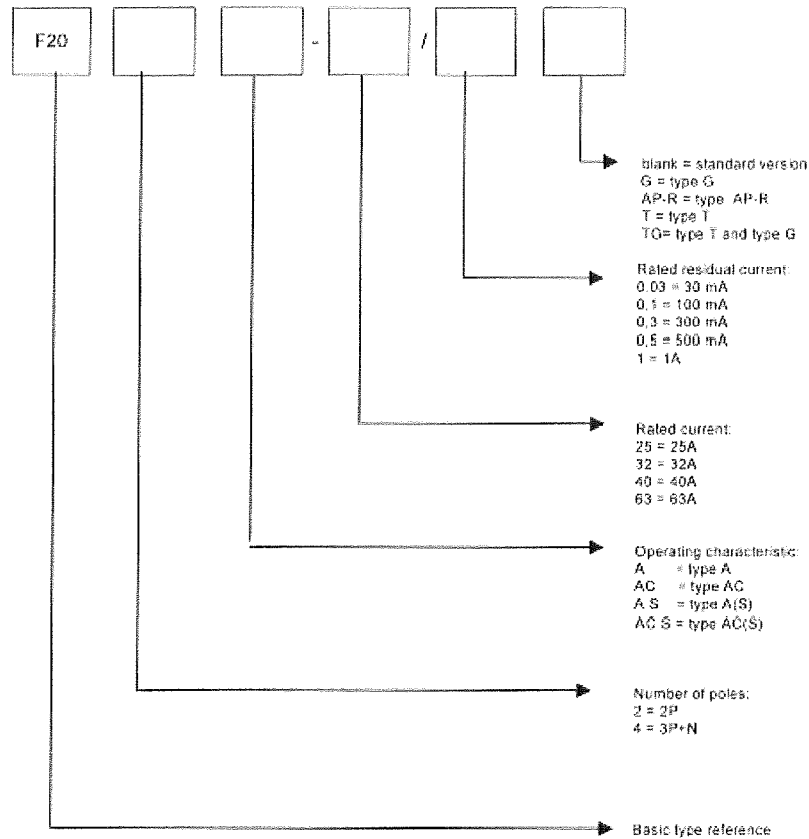 F20 - /
blank = standard version
G = type G
AP-R = type AP-R
T = type T
TG= type T and type G
Rated residual current:
0.03 = 30 mA
0,1 = 100 mA
0,3 = 300 mA
0,5 = 500 mA
1 = 1A
Rated current:
25 = 25A
32 = 32A
40 = 40A
63 = 63A
Operating characteristic:
A = type A
AC = type AC
A S = type A(S)
AC S = type AC(S)
Number of poles:
2 = 2P
4 = 3P+N
Basic type reference